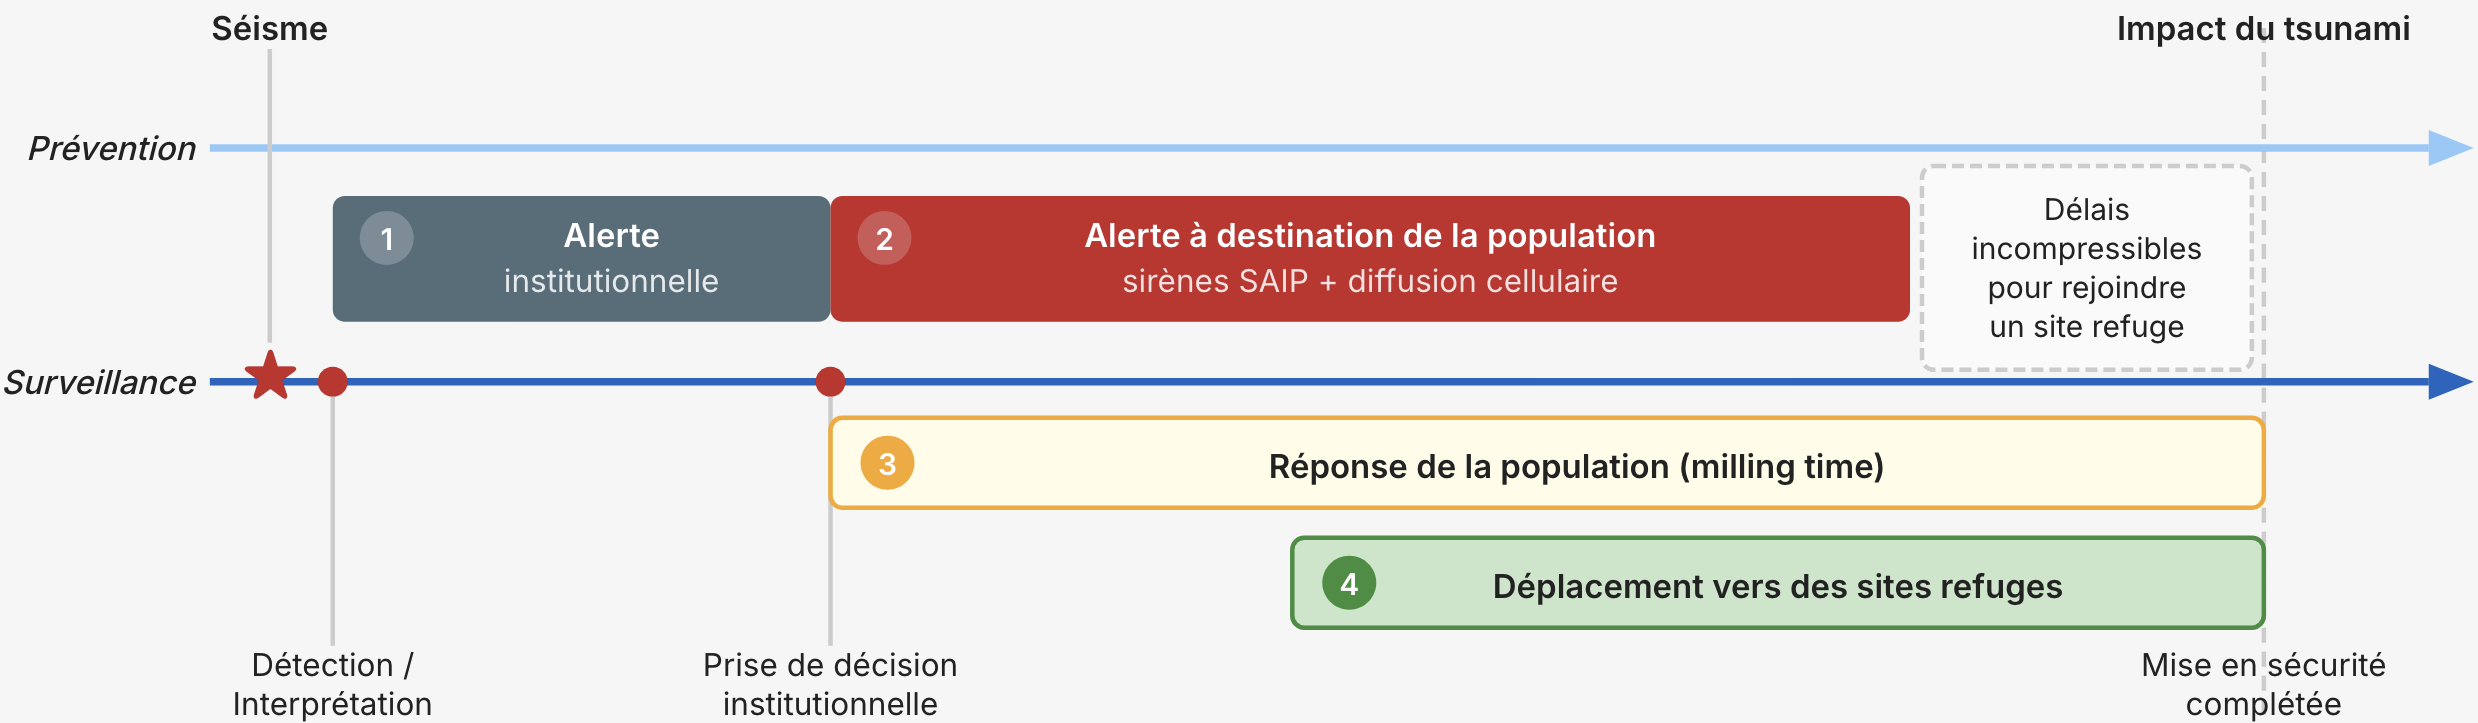 Séisme
Impact du tsunami
Prévention
1
Alerte
institutionnelle
2
Alerte à destination de la population
sirènes SAIP + diffusion cellulaire
Délais
incompressibles
pour rejoindre
un site refuge
Surveillance
3
Réponse de la population (milling time)
4
Déplacement vers des sites refuges
Détection /
Interprétation
Prise de décision
institutionnelle
Mise en sécurité
complétée